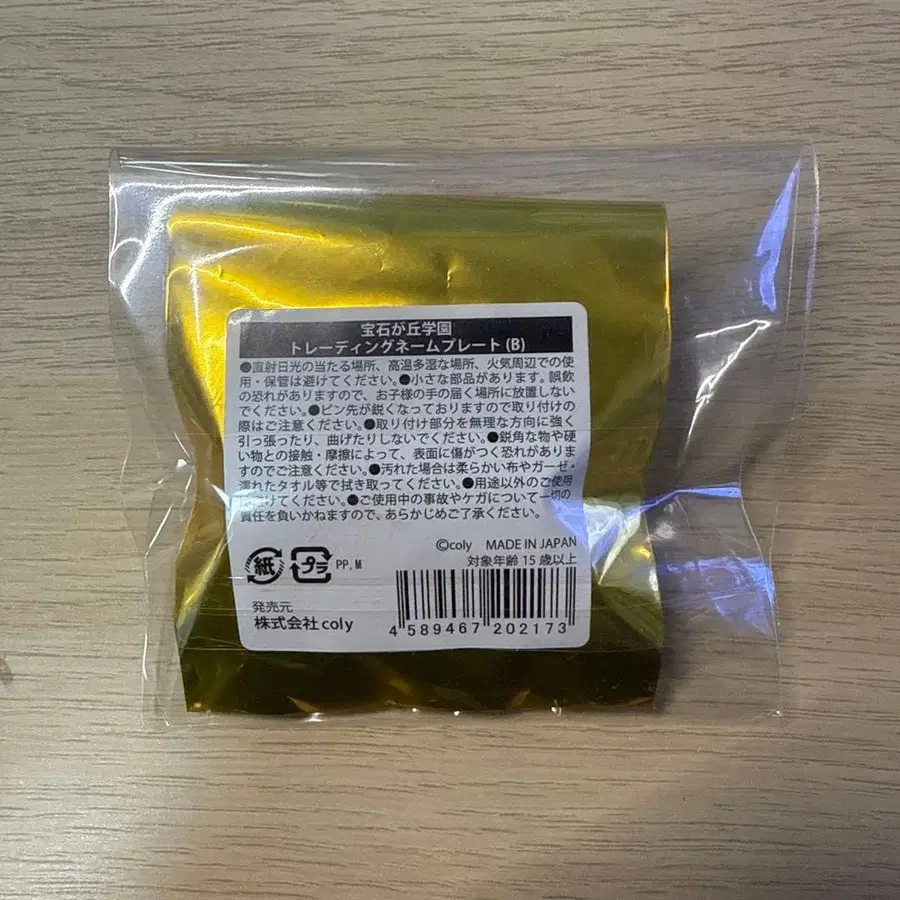 宝石が丘学園
トレーディングネームプレート (B)
●直射日光の当たる場所、高温多湿な場所、火気周辺での使
用・保管は避けてください。●小さな部品があります。誤飲
の恐れがありますので、お子様の手の届く場所に放置しない
でください。●ピン先が鋭くなっておりますので取り付けの
際はご注意ください。●取り付け部分を無理な方向に強く
引っ張ったり、曲げたりしないでください。●鋭角な物や硬
い物との接触・摩擦によって、表面に傷がつく恐れがありま
すのでご注意ください。●汚れた場合は柔らかい布やガーゼ・
濡れたタオル等で拭き取ってください。●用途以外のご使用
は避けてください。●ご使用中の事故やケガについて一切の
責任を負いかねますので、あらかじめご了承ください。
©coly MADE IN JAPAN
対象年齢 15 歳以上
紙 プラ PP, M
発売元
株式会社 coly
4 589467 202173